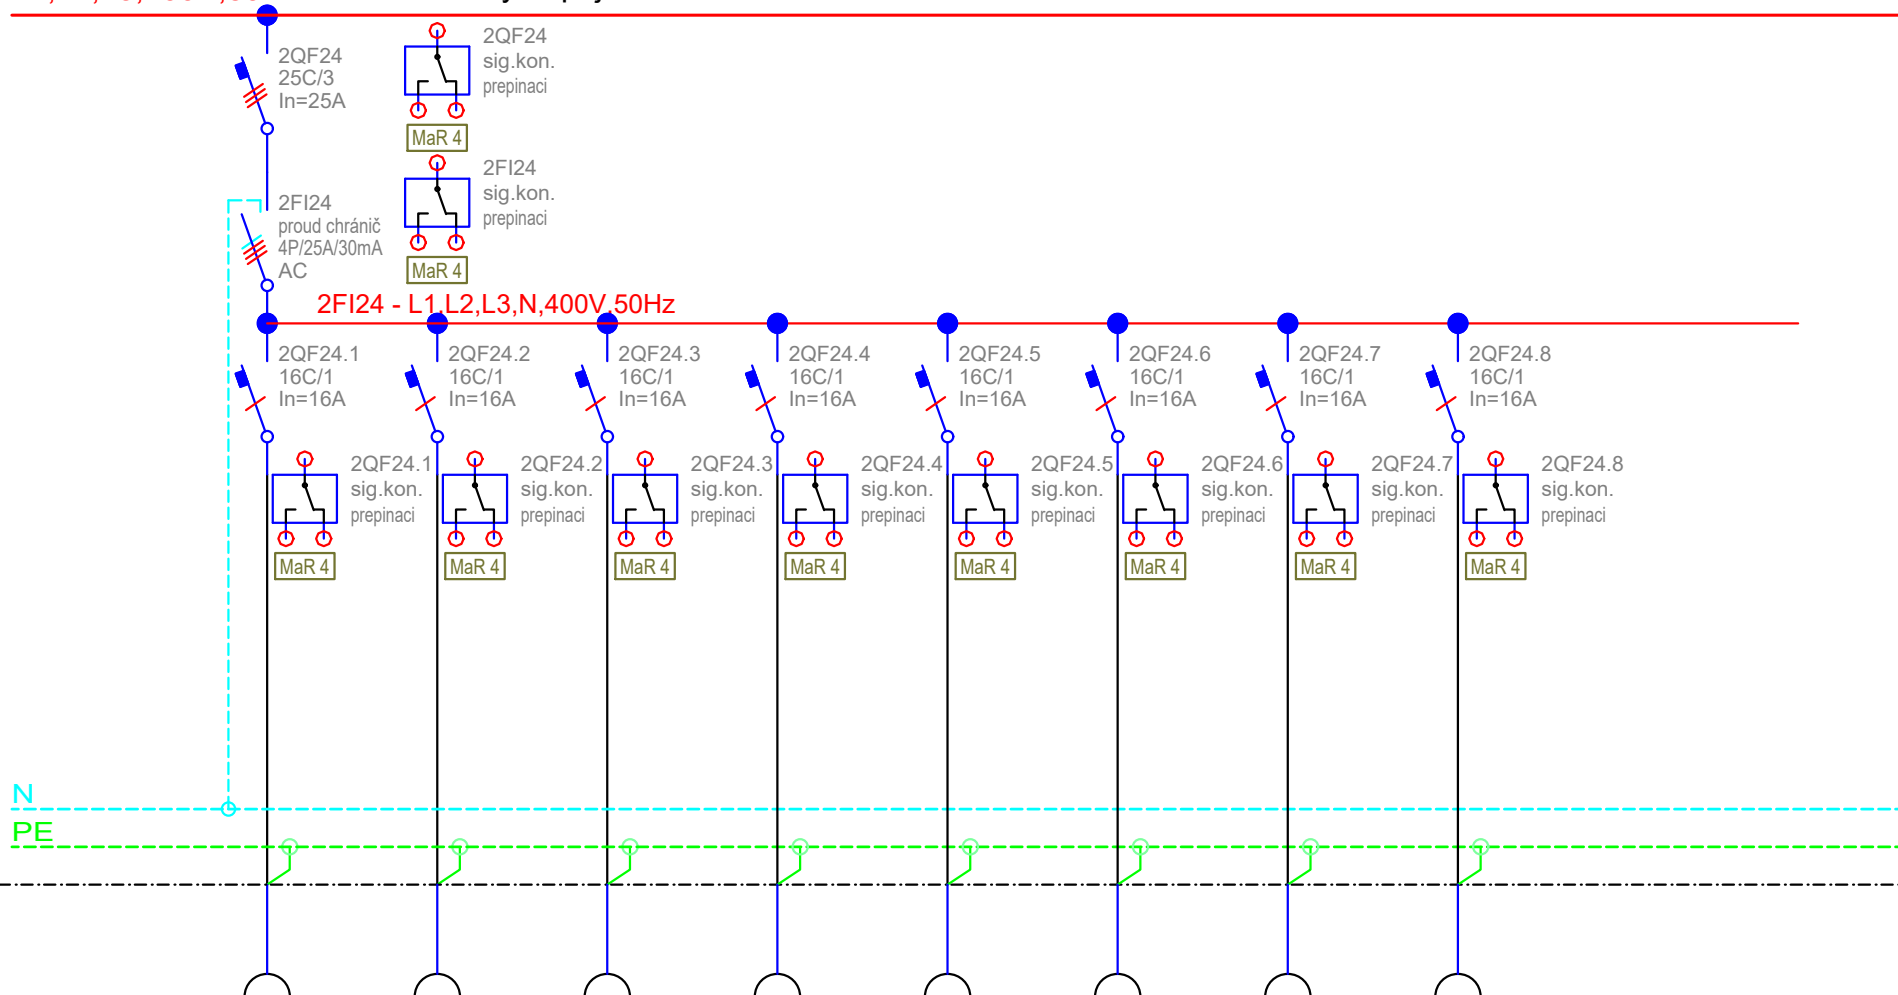 2QF24
25C/3
In=25A
2QF24
sig.kon.
prepinaci
MaR 4
2FI24
sig.kon.
prepinaci
MaR 4
2FI24
proud chránič
4P/25A/30mA
AC
2FI24 - L1,L2,L3,N,400V,50Hz
2QF24.1
16C/1
In=16A
2QF24.2
16C/1
In=16A
2QF24.3
16C/1
In=16A
2QF24.4
16C/1
In=16A
2QF24.5
16C/1
In=16A
2QF24.6
16C/1
In=16A
2QF24.7
16C/1
In=16A
2QF24.8
16C/1
In=16A
2QF24.1
sig.kon.
prepinaci
MaR 4
2QF24.2
sig.kon.
prepinaci
MaR 4
2QF24.3
sig.kon.
prepinaci
MaR 4
2QF24.4
sig.kon.
prepinaci
MaR 4
2QF24.5
sig.kon.
prepinaci
MaR 4
2QF24.6
sig.kon.
prepinaci
MaR 4
2QF24.7
sig.kon.
prepinaci
MaR 4
2QF24.8
sig.kon.
prepinaci
MaR 4
N
PE